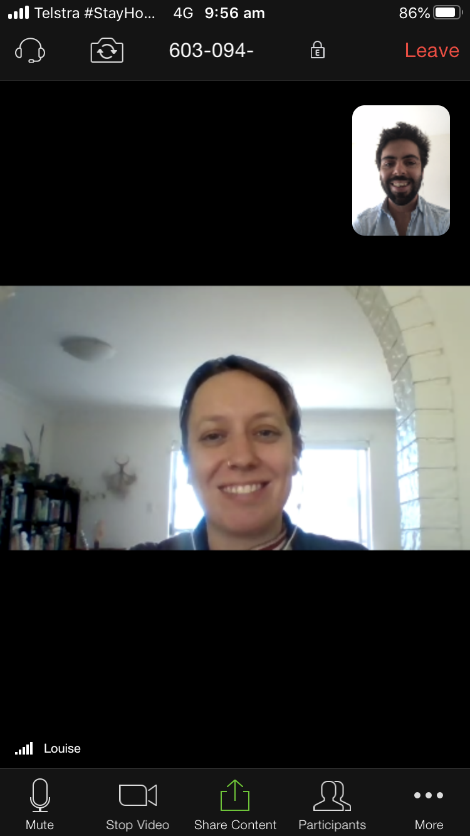 Telstra #StayHo... 4G 9:56 am 86%
603-094- E Leave
Louise
Mute Stop Video Share Content Participants More